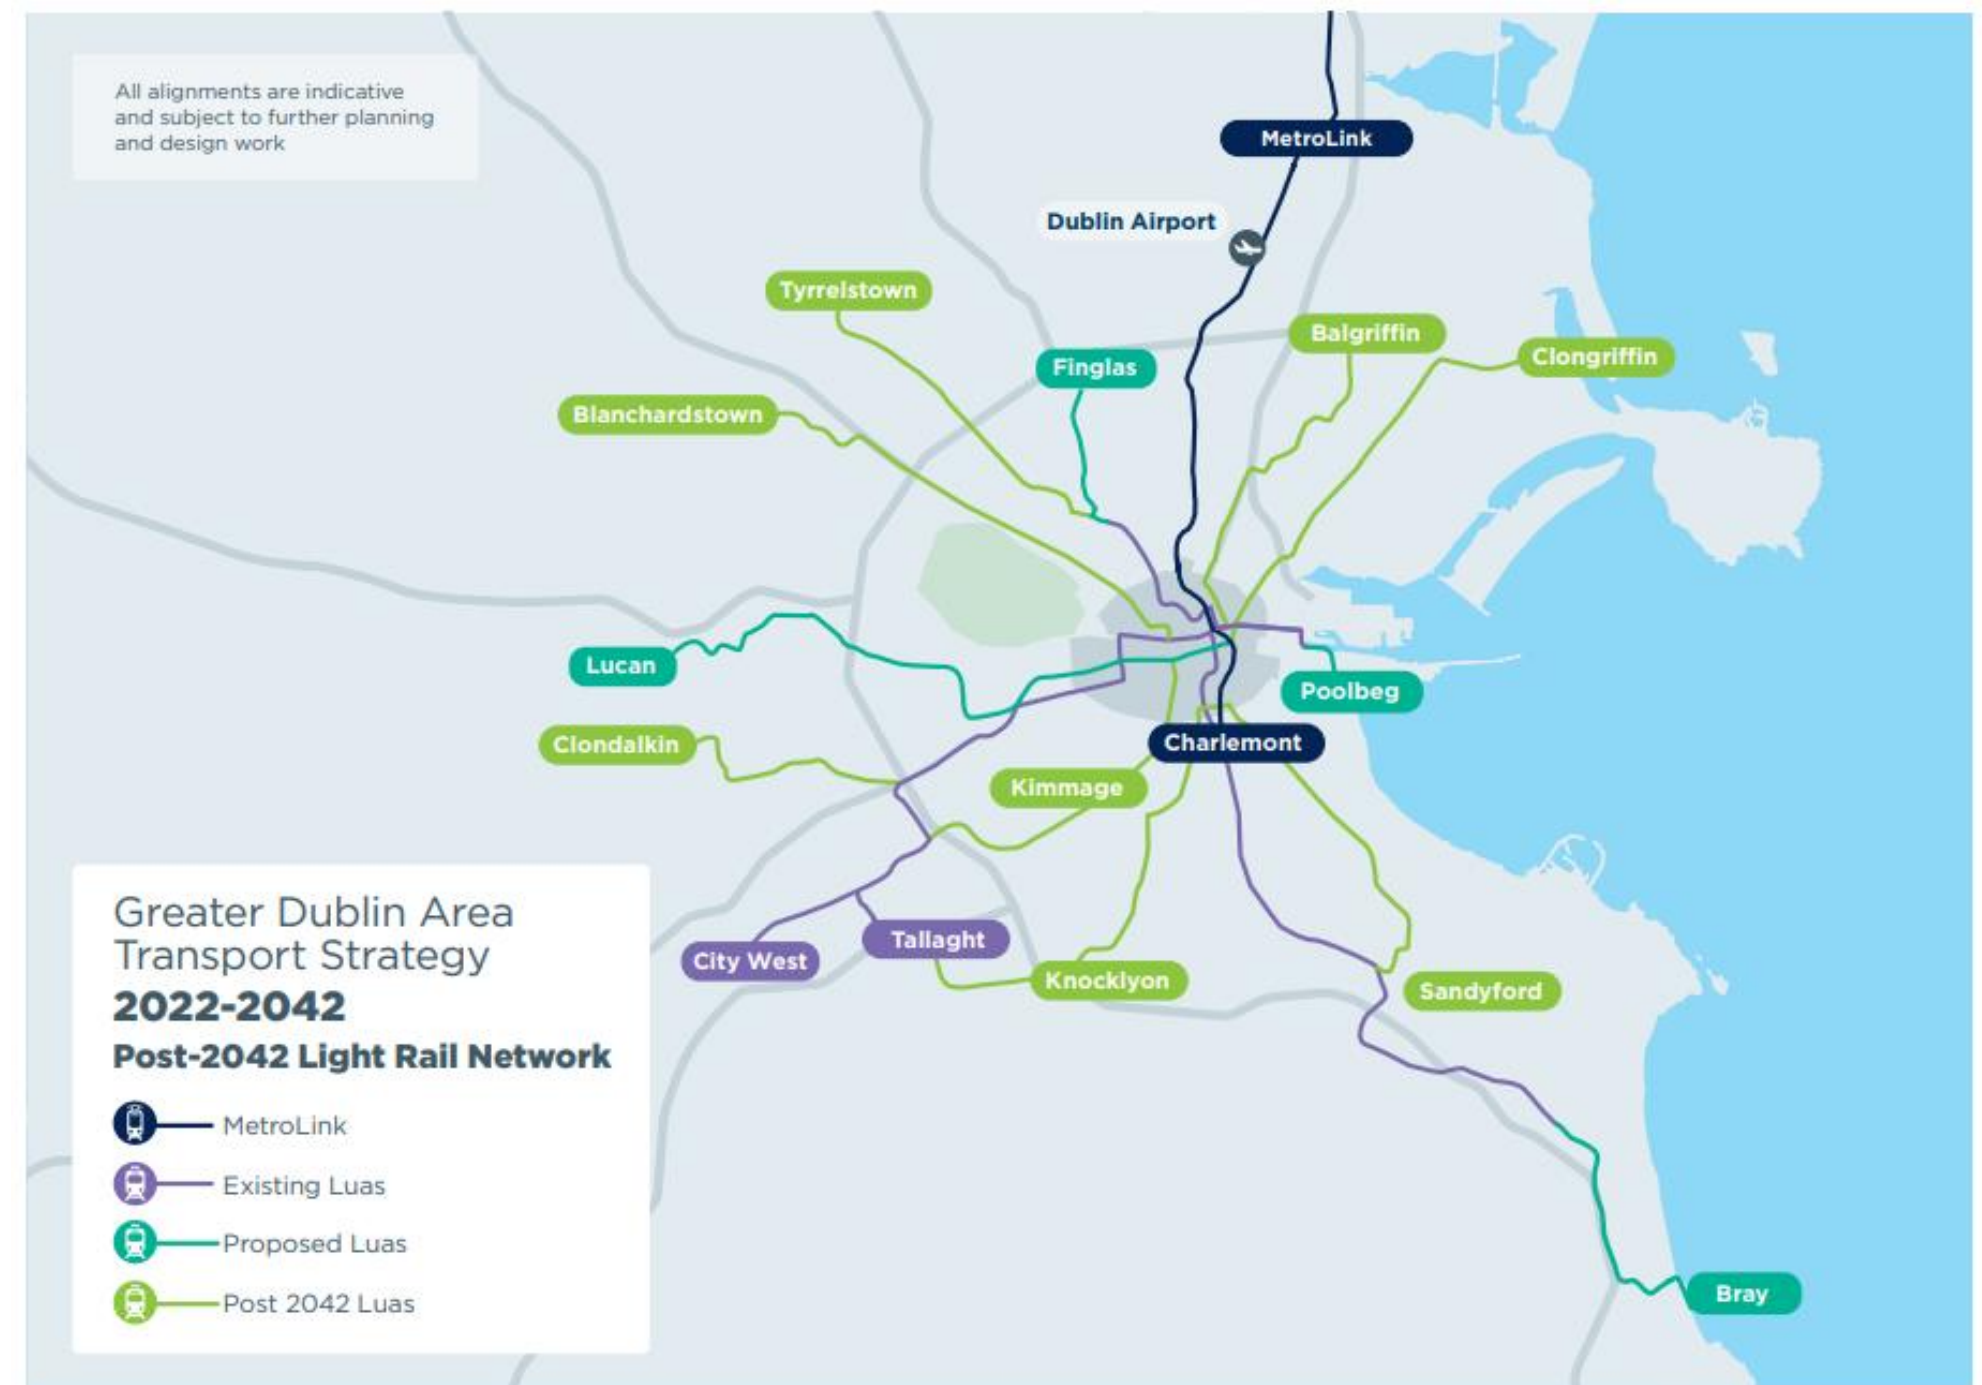 All alignments are indicative
and subject to further planning
and design work
MetroLink
Dublin Airport
Tyrrelstown
Balgriffin
Clongriffin
Finglas
Blanchardstown
Lucan
Poolbeg
Clondalkin
Charlemont
Kimmage
Tallaght
City West
Knocklyon
Sandyford
Bray
Greater Dublin Area
Transport Strategy
2022-2042
Post-2042 Light Rail Network
MetroLink
Existing Luas
Proposed Luas
Post 2042 Luas